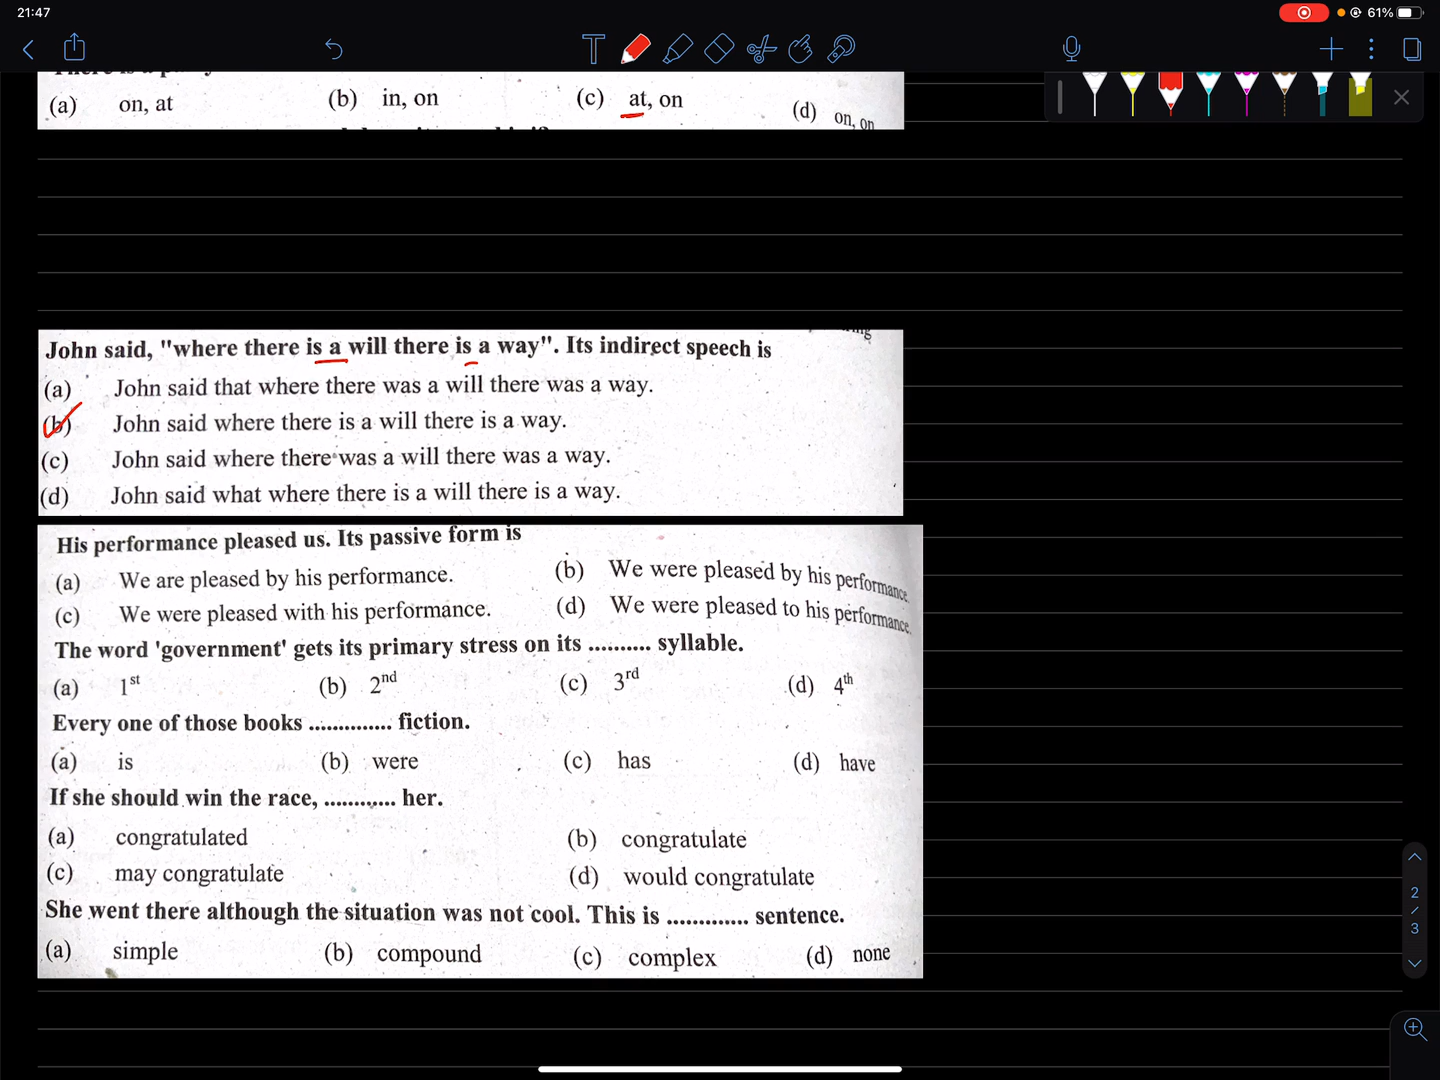 21:47
61%
(a) on, at (b) in, on (c) at, on (d) on, on
John said, "where there is a will there is a way". Its indirect speech is
(a) John said that where there was a will there was a way.
(b) John said where there is a will there is a way.
(c) John said where there was a will there was a way.
(d) John said what where there is a will there is a way.
His performance pleased us. Its passive form is
(a) We are pleased by his performance. (b) We were pleased by his performance.
(c) We were pleased with his performance. (d) We were pleased to his performance.
The word 'government' gets its primary stress on its .......... syllable.
(a) 1st (b) 2nd (c) 3rd (d) 4th
Every one of those books .............. fiction.
(a) is (b) were (c) has (d) have
If she should win the race, ............ her.
(a) congratulated (b) congratulate
(c) may congratulate (d) would congratulate
She went there although the situation was not cool. This is ............. sentence.
(a) simple (b) compound (c) complex (d) none
2
/
3